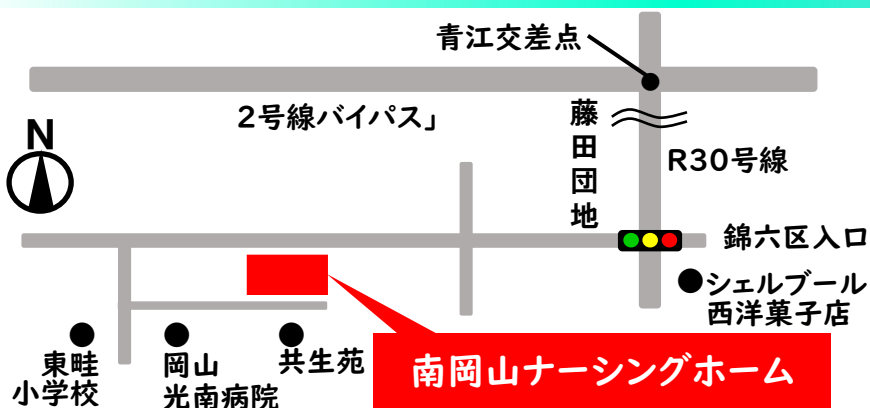 青江交差点
2号線バイパス」
藤田団地
R30号線
N
錦六区入口
シェルブール
西洋菓子店
東畦
小学校
岡山
光南病院
共生苑
南岡山ナーシングホーム